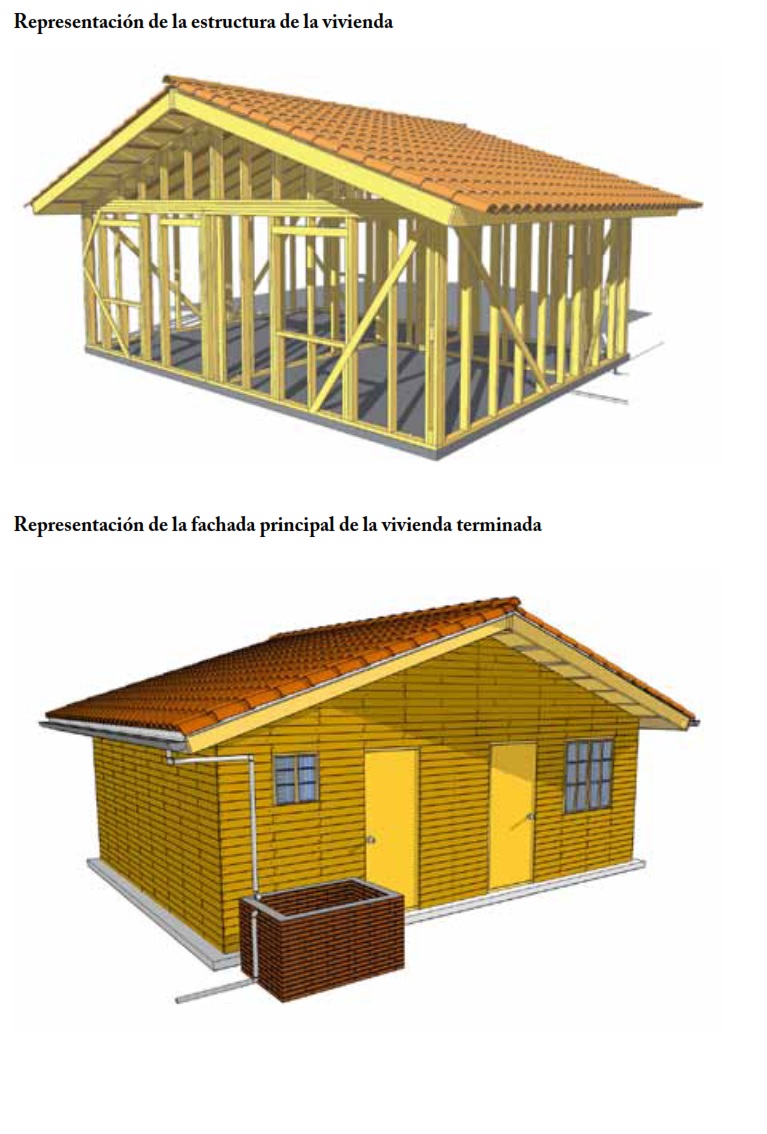 Representación de la estructura de la vivienda
Representación de la fachada principal de la vivienda terminada